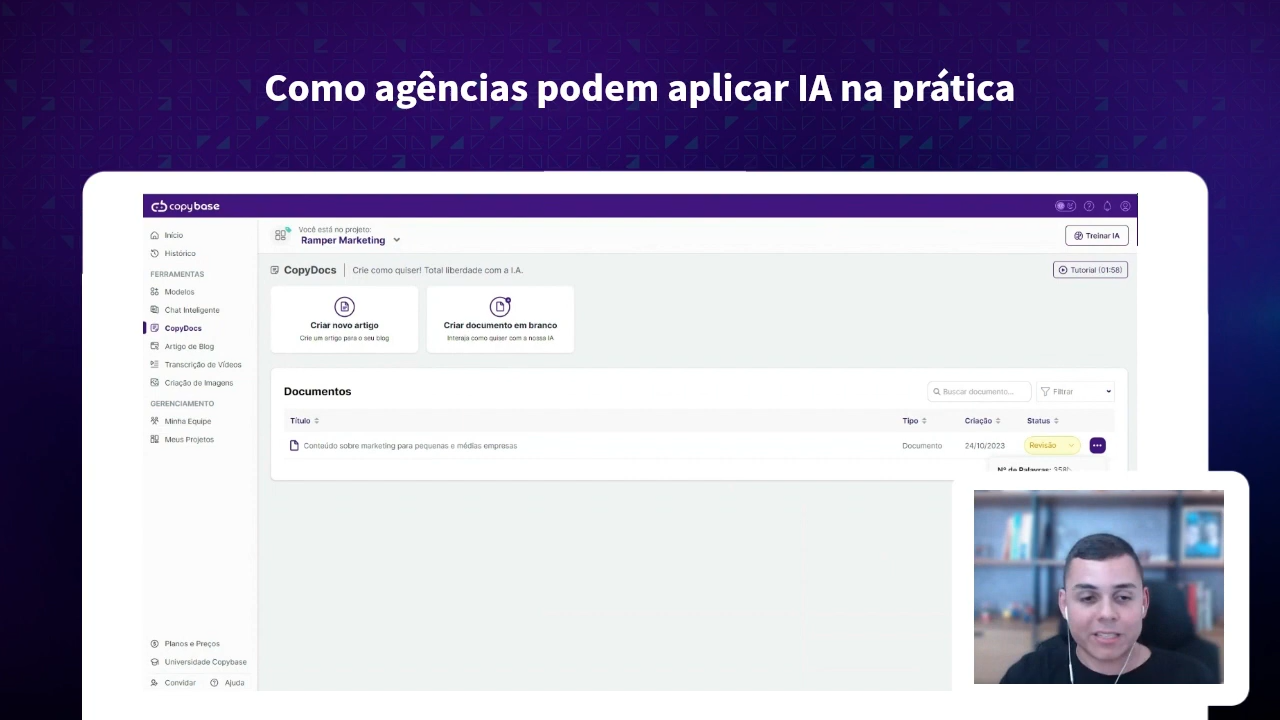 Como agências podem aplicar IA na prática
copybase
Início
Histórico
FERRAMENTAS
Modelos
Chat Inteligente
CopyDocs
Artigo de Blog
Transcrição de Vídeos
Criação de Imagens
GERENCIAMENTO
Minha Equipe
Meus Projetos
Planos e Preços
Universidade Copybase
Convidar Ajuda
Você está no projeto:
Ramper Marketing
Treinar IA
CopyDocs | Crie como quiser! Total liberdade com a I.A.
Tutorial (01:58)
Criar novo artigo
Crie um artigo para o seu blog
Criar documento em branco
Interaja como quiser com a nossa IA
Documentos
Buscar documento...
Filtrar
Título Tipo Criação Status
Conteúdo sobre marketing para pequenas e médias empresas Documento 24/10/2023 Revisão
Nº de Palavras: 358